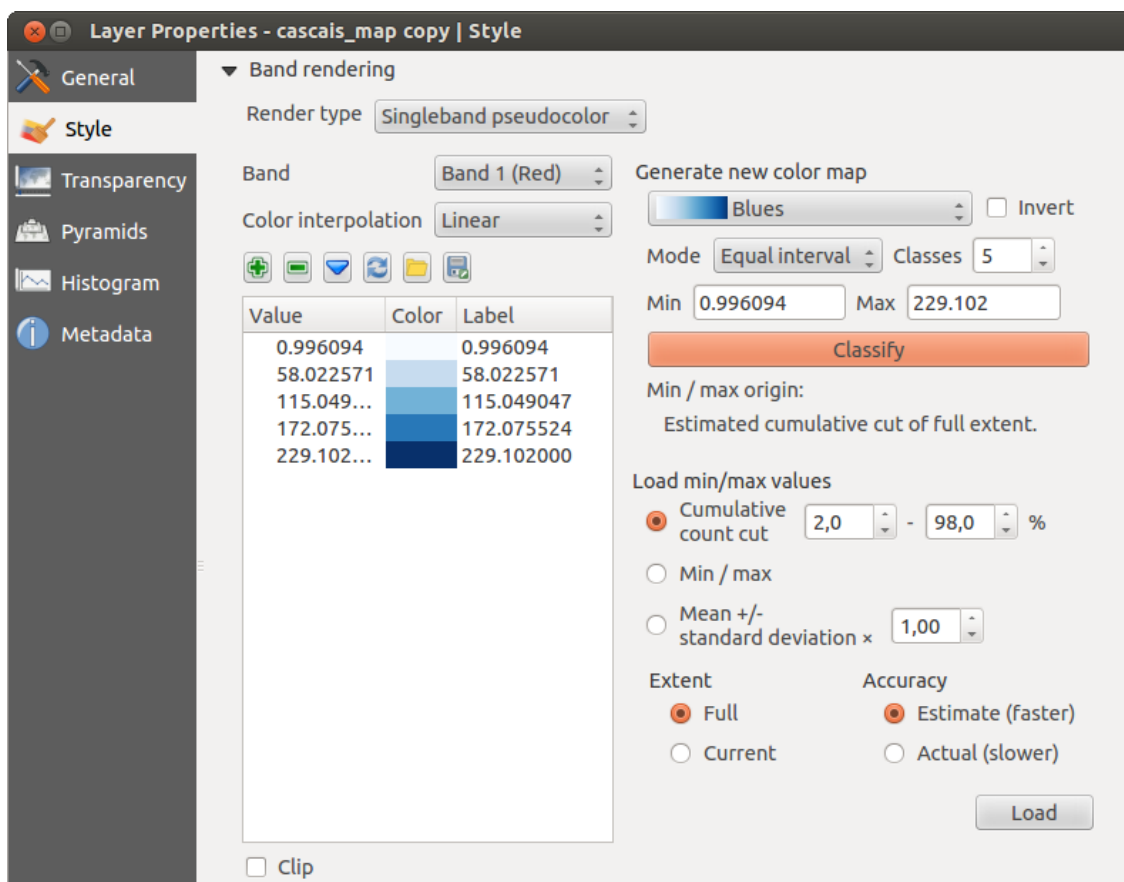 Layer Properties - cascais_map copy | Style
General
Style
Transparency
Pyramids
Histogram
Metadata
Band rendering
Render type Singleband pseudocolor
Band Band 1 (Red)
Color interpolation Linear
Value Color Label
0.996094 0.996094
58.022571 58.022571
115.049... 115.049047
172.075... 172.075524
229.102... 229.102000
Clip
Generate new color map
Blues Invert
Mode Equal interval Classes 5
Min 0.996094 Max 229.102
Classify
Min / max origin:
Estimated cumulative cut of full extent.
Load min/max values
Cumulative
count cut 2,0 - 98,0 %
Min / max
Mean +/-
standard deviation × 1,00
Extent Accuracy
Full Estimate (faster)
Current Actual (slower)
Load